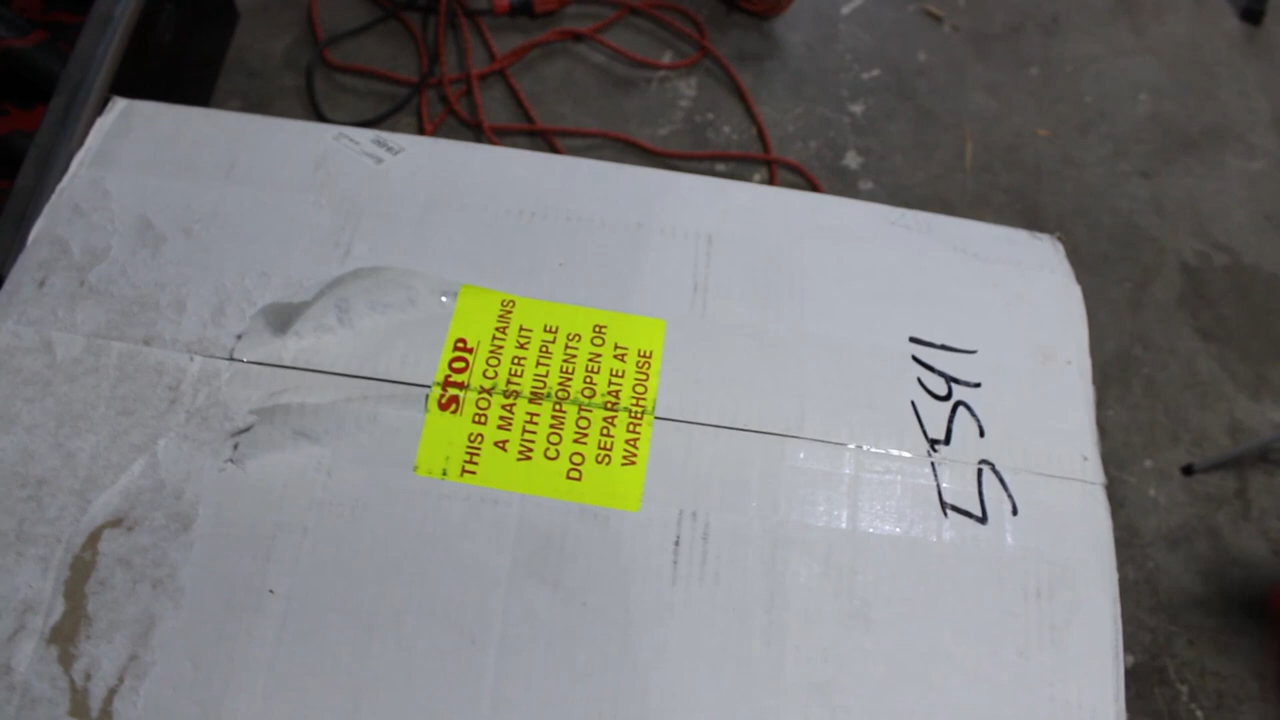 STOP
THIS BOX CONTAINS
A MASTER KIT
WITH MULTIPLE
COMPONENTS
DO NOT OPEN OR
SEPARATE AT
WAREHOUSE
5541